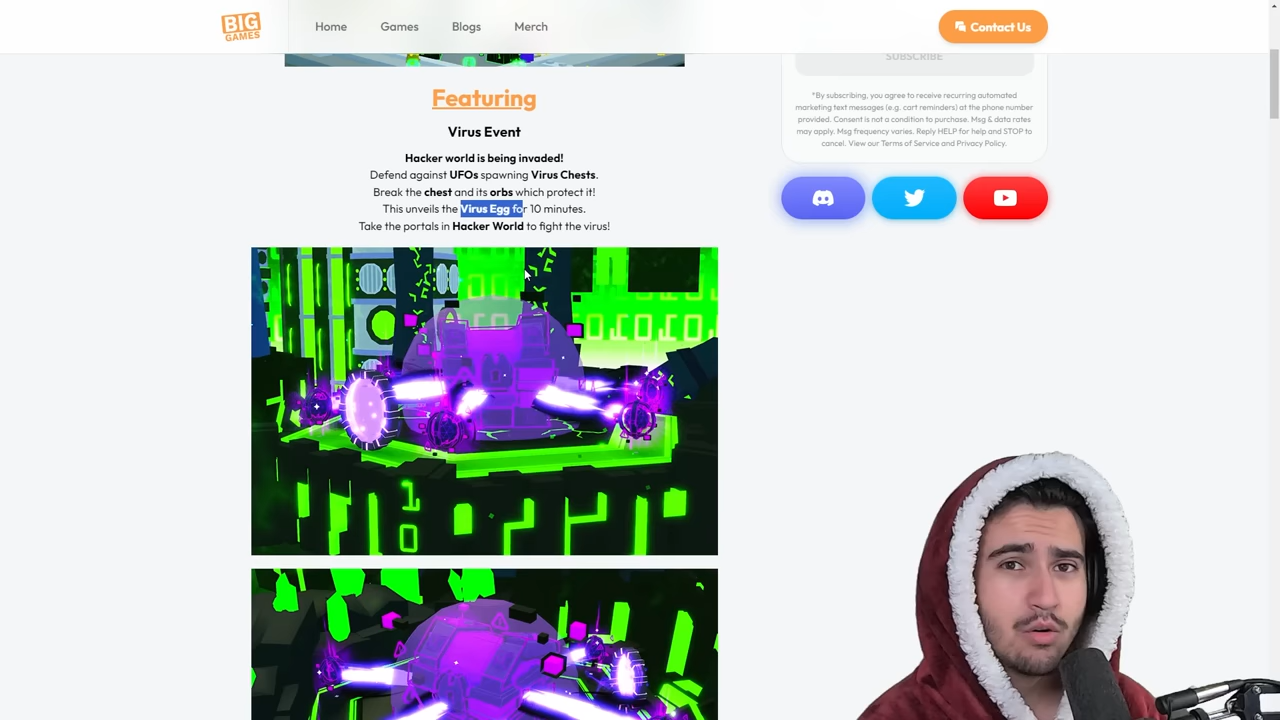 BIG
GAMES
Home
Games
Blogs
Merch
Contact Us
SUBSCRIBE
*By subscribing, you agree to receive recurring automated
marketing text messages (e.g. cart reminders) at the phone number
provided. Consent is not a condition to purchase. Msg & data rates
may apply. Msg frequency varies. Reply HELP for help and STOP to
cancel. View our Terms of Service and Privacy Policy.
Featuring
Virus Event
Hacker world is being invaded!
Defend against UFOs spawning Virus Chests.
Break the chest and its orbs which protect it!
This unveils the Virus Egg for 10 minutes.
Take the portals in Hacker World to fight the virus!